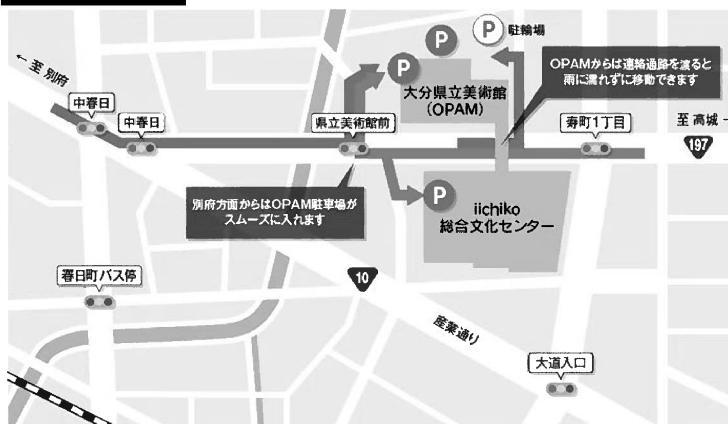 ← 至 別府
中春日
中春日
県立美術館前
P
P
P 駐輪場
大分県立美術館
(OPAM)
OPAMからは連絡通路を渡ると
雨に濡れずに移動できます
寿町1丁目
至 高城
197
別府方面からはOPAM駐車場が
スムーズに入れます
P
iichiko
総合文化センター
春日町バス停
10
産業通り
大道入口